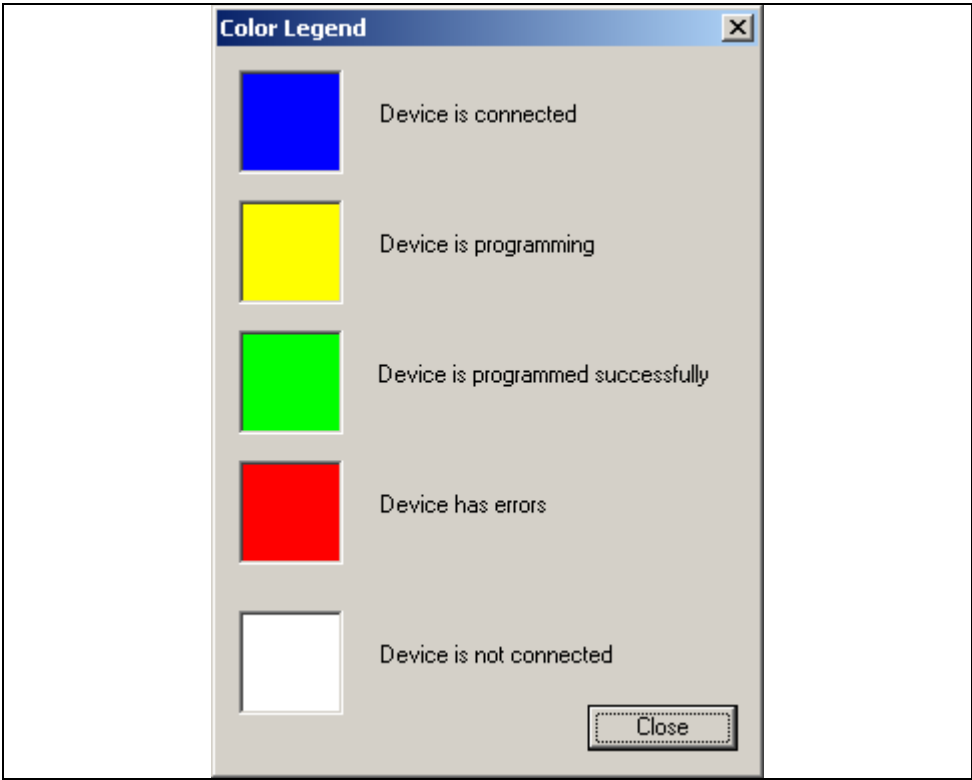 Color Legend
Device is connected
Device is programming
Device is programmed successfully
Device has errors
Device is not connected
Close